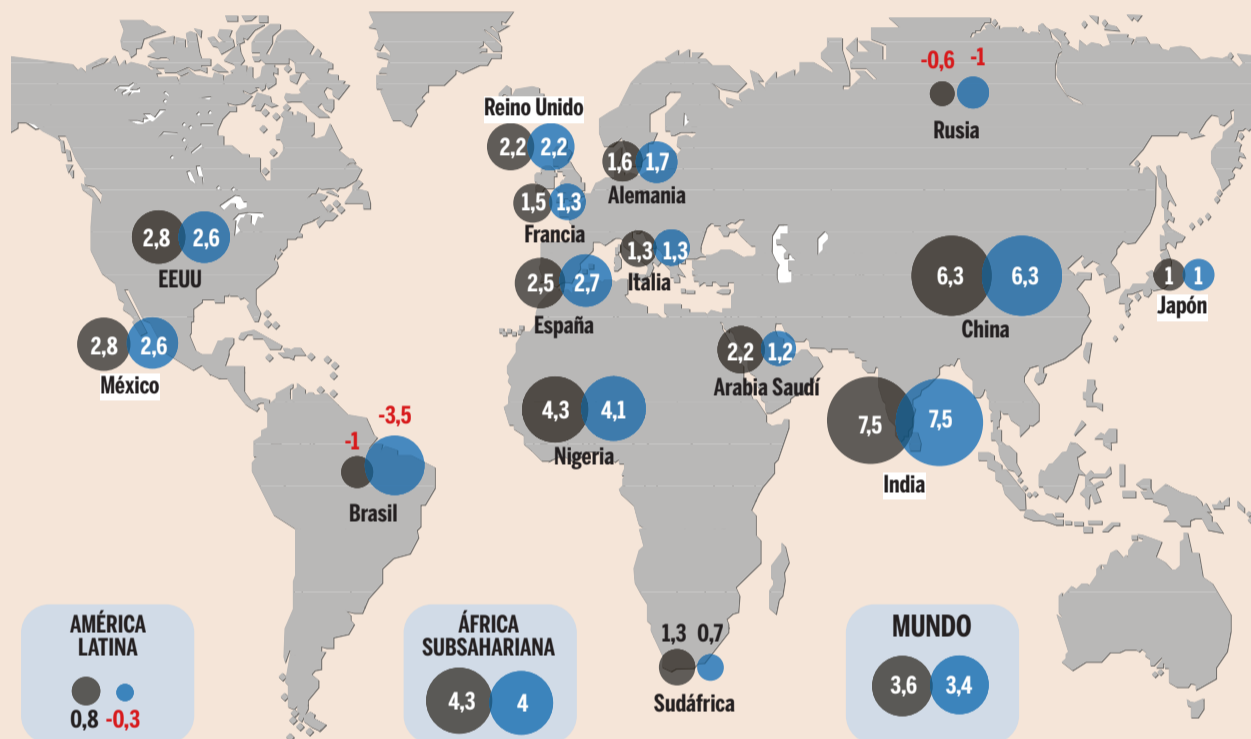 -0,6 -1
Rusia
Reino Unido
2,2 2,2
1,6 1,7
Alemania
1,5 1,3
Francia
2,8 2,6
EEUU
1,3 1,3
Italia
2,5 2,7
España
6,3 6,3
China
1 1
Japón
2,8 2,6
México
2,2 1,2
Arabia Saudí
4,3 4,1
Nigeria
7,5 7,5
India
-1 -3,5
Brasil
1,3 0,7
Sudáfrica
AMÉRICA
LATINA
0,8 -0,3
ÁFRICA
SUBSAHARIANA
4,3 4
MUNDO
3,6 3,4